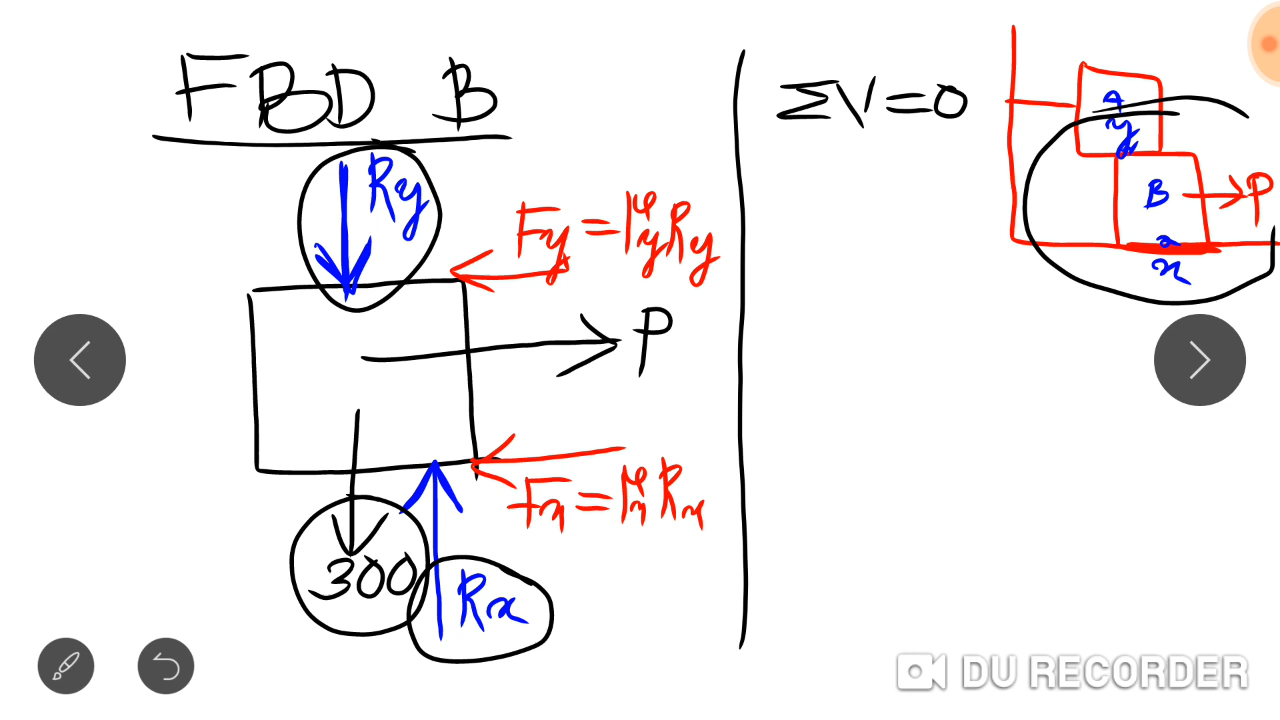 FBD B
ΣV=0
Ry
Fy=μyRy
P
300
Fx=μxRx
Rx
A
y
B
P
x
DU RECORDER